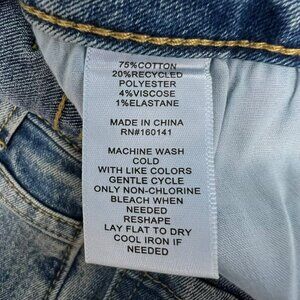 75%COTTON
20%RECYCLED
POLYESTER
4%VISCOSE
1%ELASTANE
MADE IN CHINA
RN#160141
MACHINE WASH
COLD
WITH LIKE COLORS
GENTLE CYCLE
ONLY NON-CHLORINE
BLEACH WHEN
NEEDED
RESHAPE
LAY FLAT TO DRY
COOL IRON IF
NEEDED